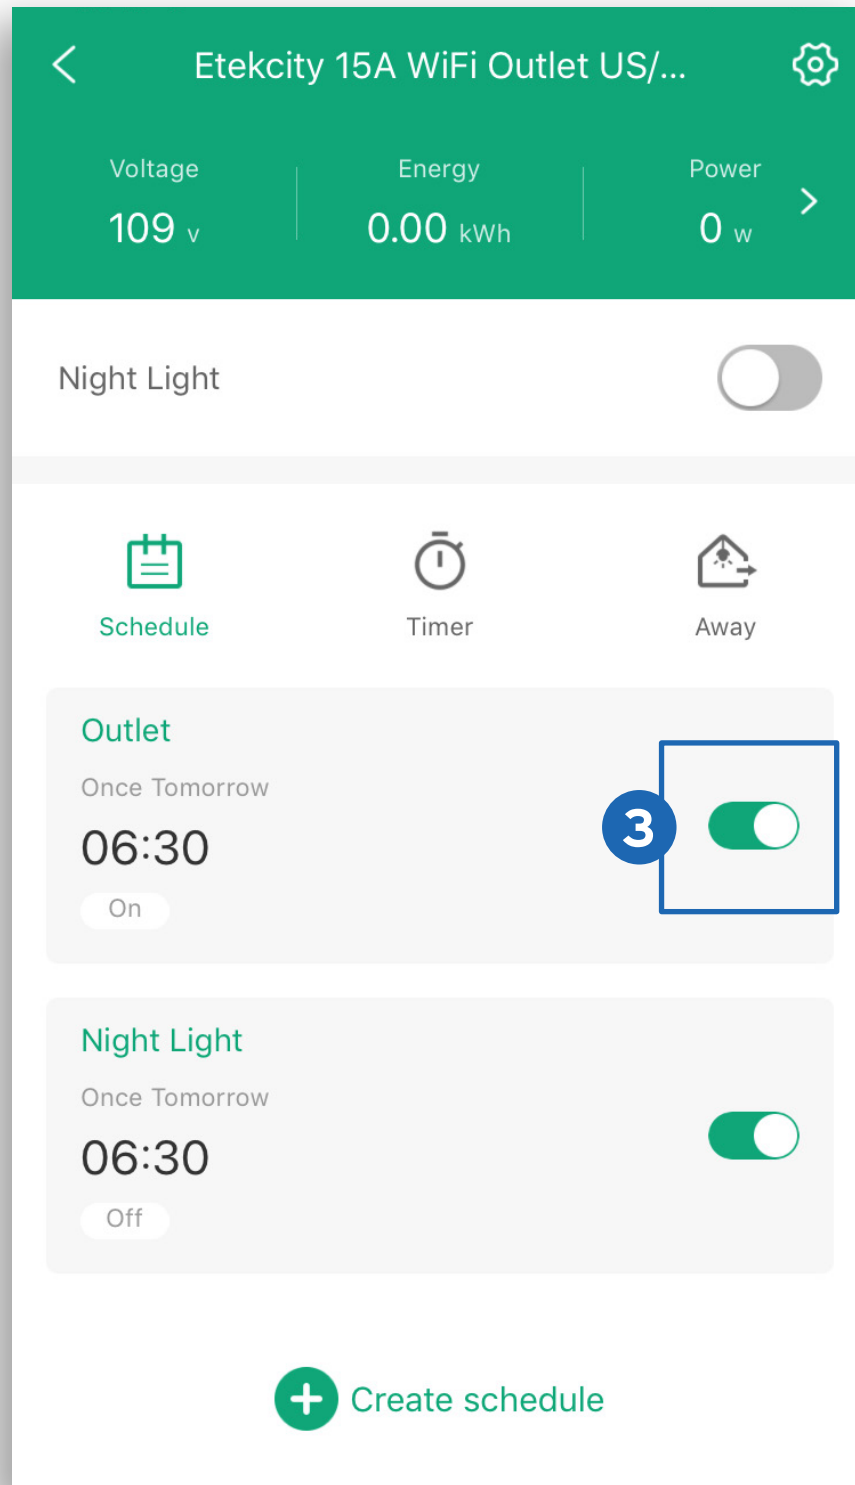 Etekcity 15A WiFi Outlet US/...
Voltage Energy Power
109 v 0.00 kWh 0 w
Night Light
Schedule Timer Away
Outlet
Once Tomorrow
06:30
3
On
Night Light
Once Tomorrow
06:30
Off
Create schedule